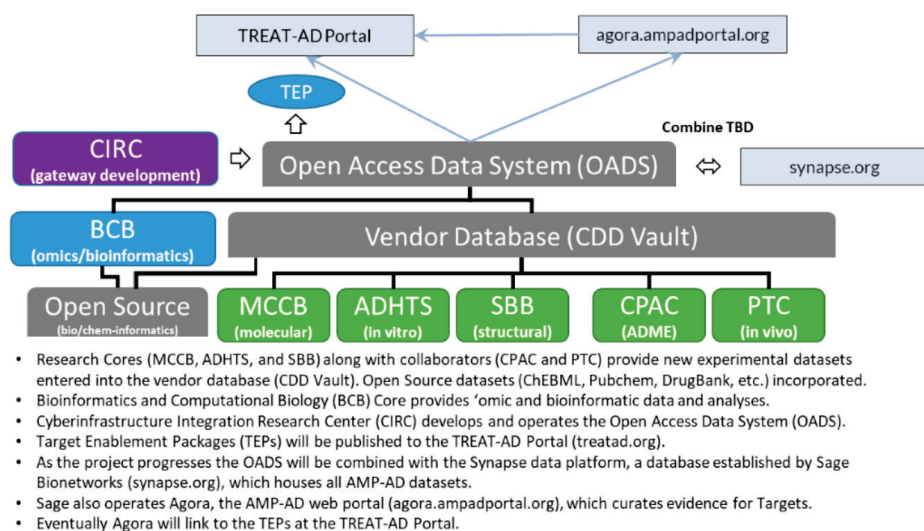 TREAT-AD Portal
agora.ampadportal.org
TEP
Combine TBD
CIRC
(gateway development)
Open Access Data System (OADS)
synapse.org
BCB
(omics/bioinformatics)
Vendor Database (CDD Vault)
Open Source
(bio/chem-informatics)
MCCB
(molecular)
ADHTS
(in vitro)
SBB
(structural)
CPAC
(ADME)
PTC
(in vivo)
• Research Cores (MCCB, ADHTS, and SBB) along with collaborators (CPAC and PTC) provide new experimental datasets
entered into the vendor database (CDD Vault). Open Source datasets (ChEBML, Pubchem, DrugBank, etc.) incorporated.
• Bioinformatics and Computational Biology (BCB) Core provides ‘omic and bioinformatic data and analyses.
• Cyberinfrastructure Integration Research Center (CIRC) develops and operates the Open Access Data System (OADS).
• Target Enablement Packages (TEPs) will be published to the TREAT-AD Portal (treatad.org).
• As the project progresses the OADS will be combined with the Synapse data platform, a database established by Sage
Bionetworks (synapse.org), which houses all AMP-AD datasets.
• Sage also operates Agora, the AMP-AD web portal (agora.ampadportal.org), which curates evidence for Targets.
• Eventually Agora will link to the TEPs at the TREAT-AD Portal.